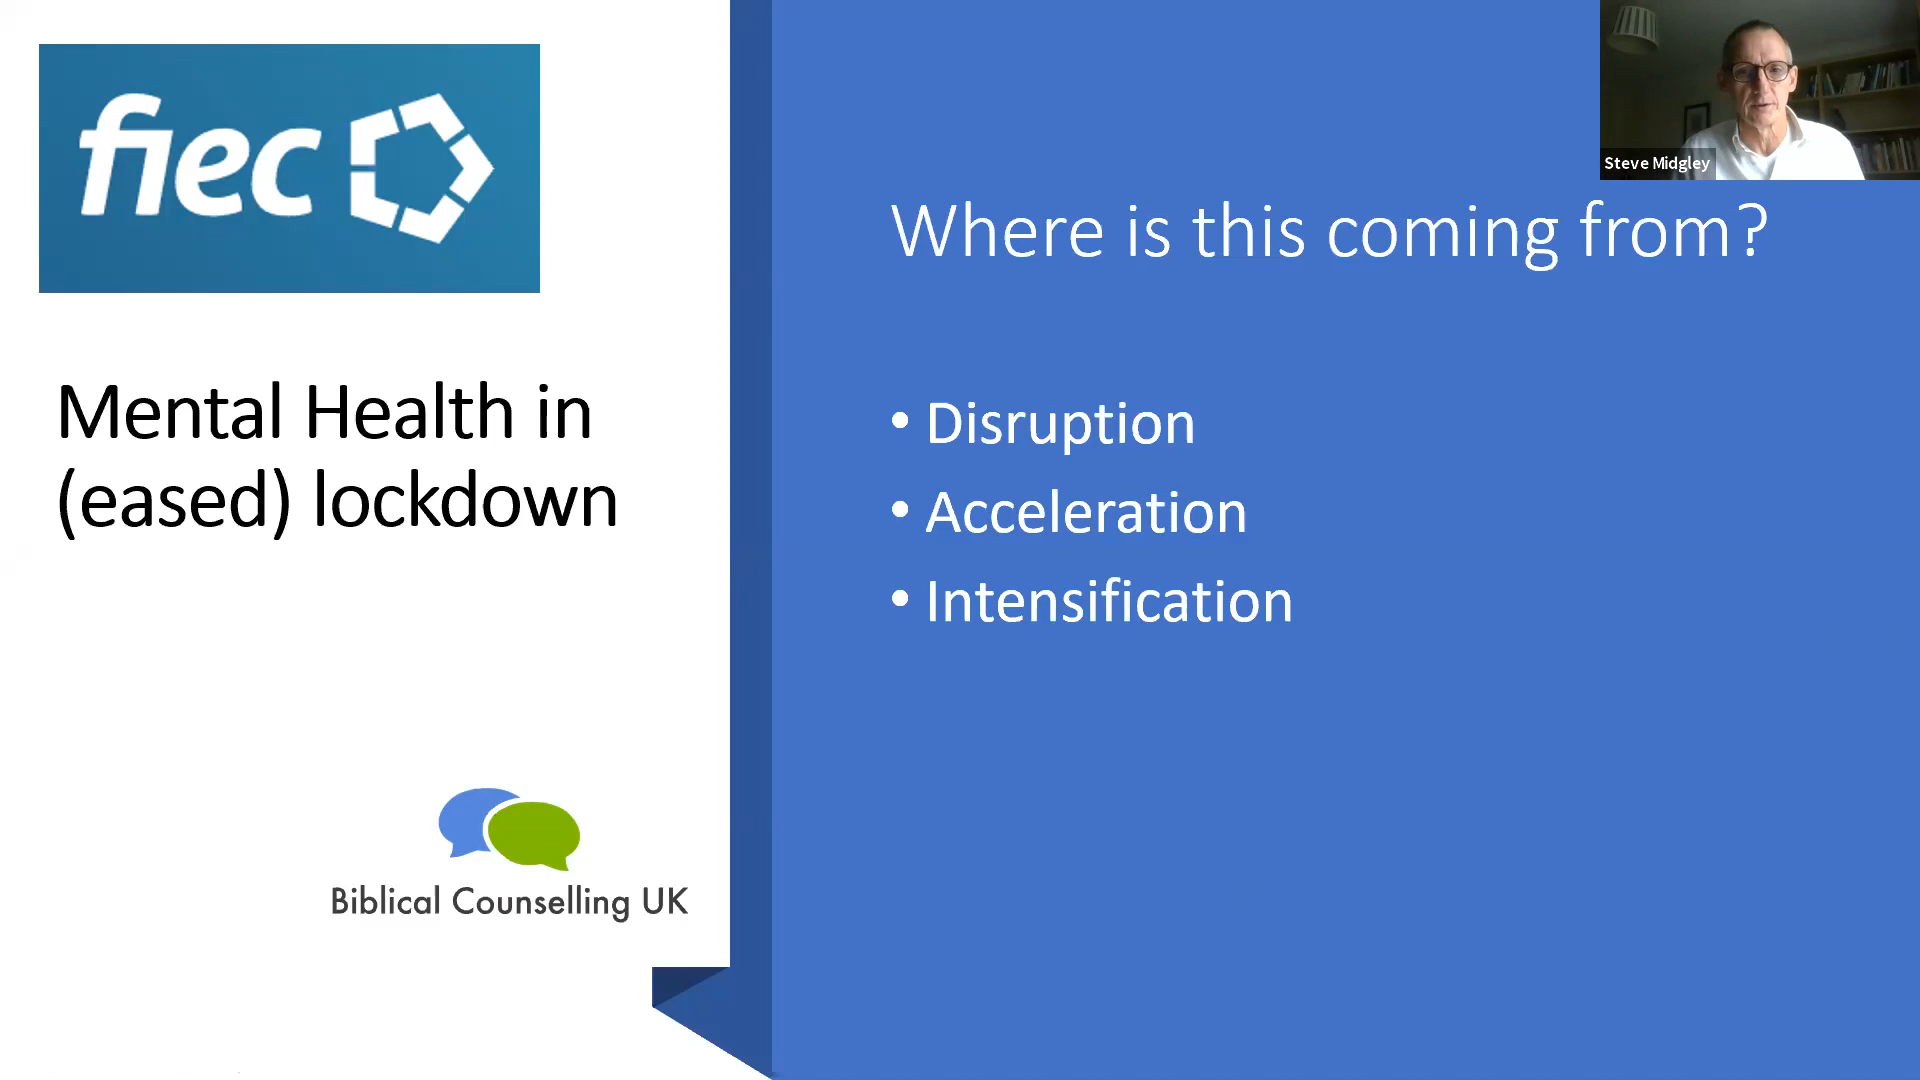 fiec
Mental Health in
(eased) lockdown
Biblical Counselling UK
Where is this coming from?
• Disruption
• Acceleration
• Intensification
Steve Midgley